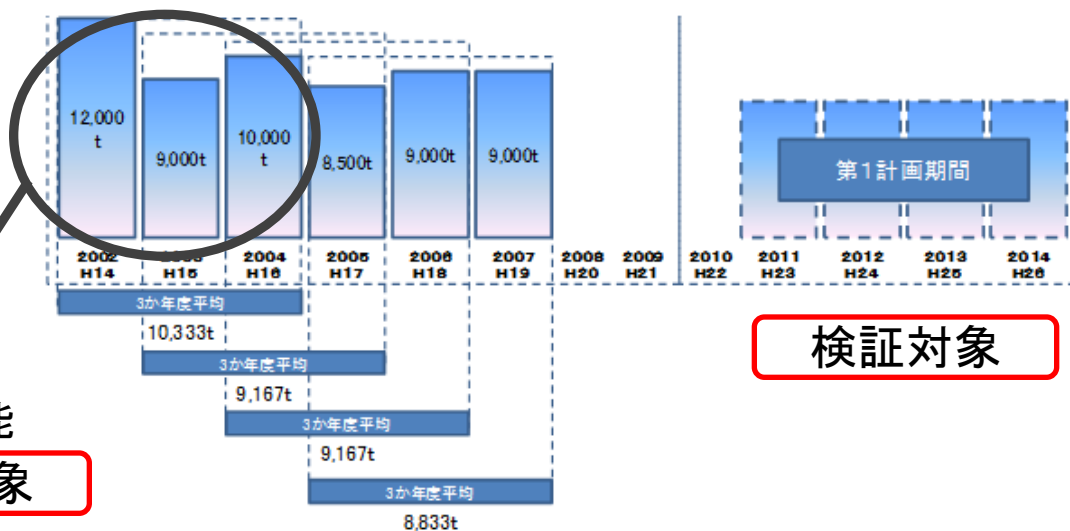 12,000
t
9,000t
10,000
t
8,500t
9,000t
9,000t
第1計画期間
2002
H14
H15
2004
H16
2005
H17
2006
H18
2007
H19
2008
H20
2009
H21
2010
H22
2011
H23
2012
H24
2013
H25
2014
H26
3か年度平均
10,333t
3か年度平均
9,167t
3か年度平均
9,167t
3か年度平均
8,833t
検証対象
能
象